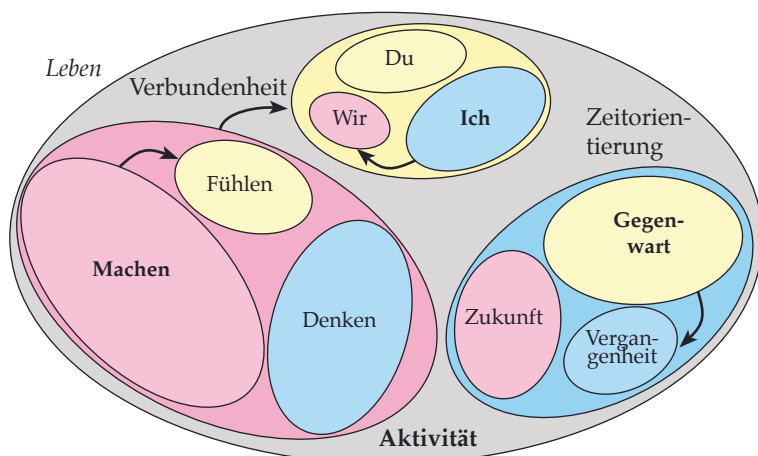 Leben
Verbundenheit
Du
Wir
Ich
Zeitorien-
tierung
Fühlen
Machen
Denken
Gegen-
wart
Zukunft
Vergan-
genheit
Aktivität